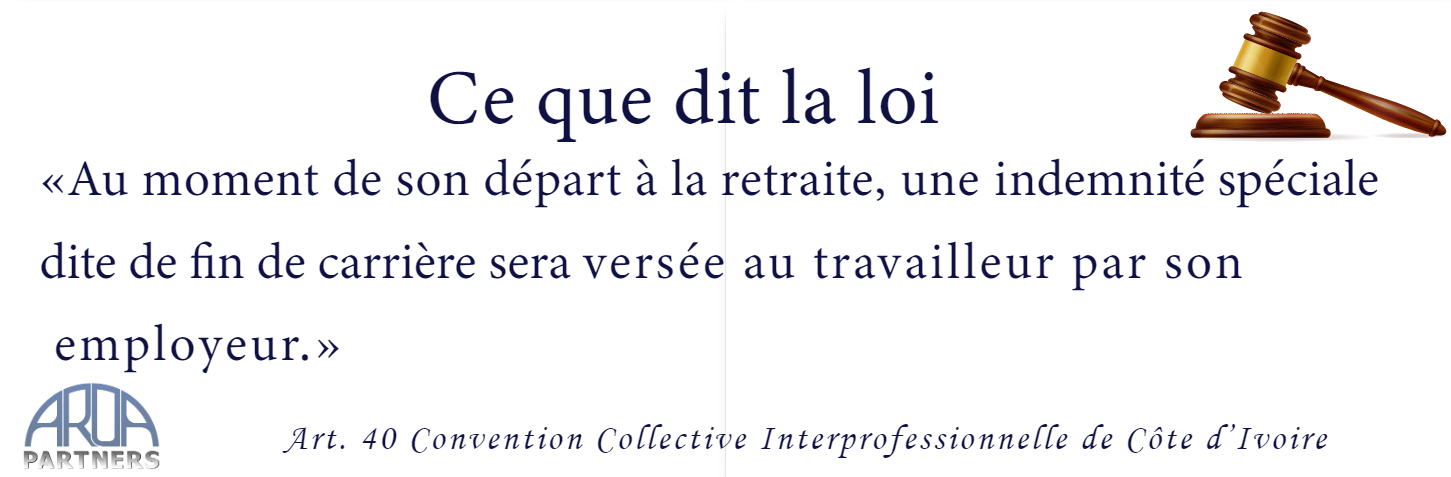 Ce que dit la loi
«Au moment de son départ à la retraite, une indemnité spéciale
dite de fin de carrière sera versée au travailleur par son
employeur.»
AROA
PARTNERS
Art. 40 Convention Collective Interprofessionnelle de Côte d'Ivoire